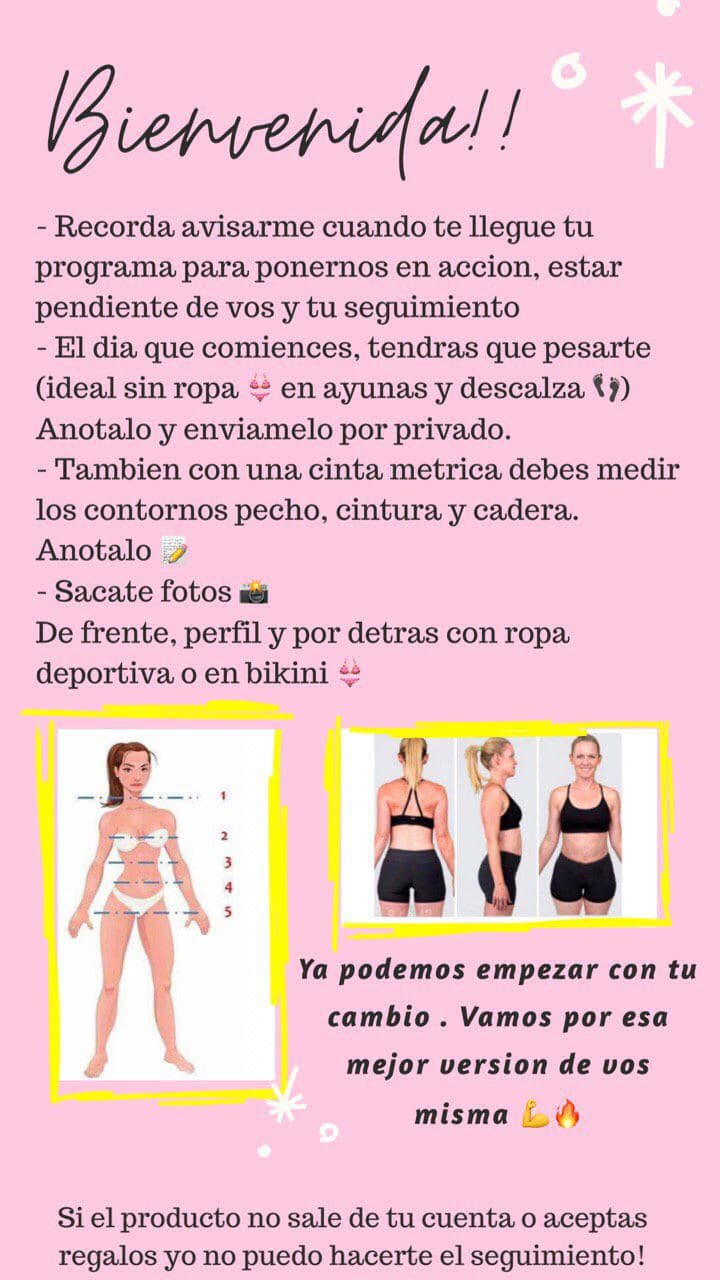 Bienvenida!!
- Recorda avisarme cuando te llegue tu
programa para ponernos en accion, estar
pendiente de vos y tu seguimiento
- El dia que comiences, tendras que pesarte
(ideal sin ropa 👙 en ayunas y descalza 👣)
Anotalo y enviamelo por privado.
- Tambien con una cinta metrica debes medir
los contornos pecho, cintura y cadera.
Anotalo 📝
- Sacate fotos 📸
De frente, perfil y por detras con ropa
deportiva o en bikini 👙
1
2
3
4
5
Ya podemos empezar con tu
cambio . Vamos por esa
mejor version de vos
misma 💪🔥
Si el producto no sale de tu cuenta o aceptas
regalos yo no puedo hacerte el seguimiento!